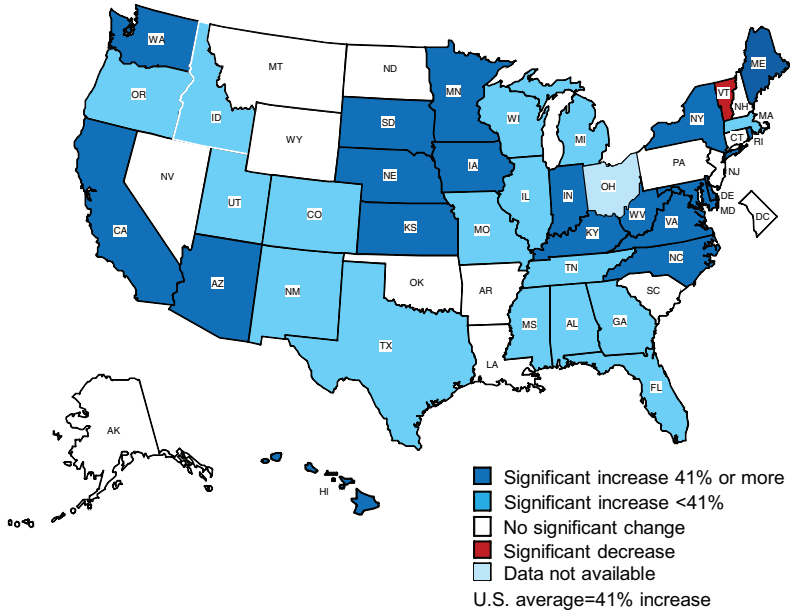 WA
ME
MT
ND
VT
MN
OR
NH
ID
WI
NY
MA
SD
MI
CT
RI
WY
PA
IA
NJ
NE
OH
NV
IN
DE
IL
MD
DC
UT
CO
WV
VA
KS
MO
KY
CA
NC
TN
OK
AZ
NM
AR
SC
MS
AL
GA
TX
LA
FL
AK
HI
Significant increase 41% or more
Significant increase <41%
No significant change
Significant decrease
Data not available
U.S. average=41% increase